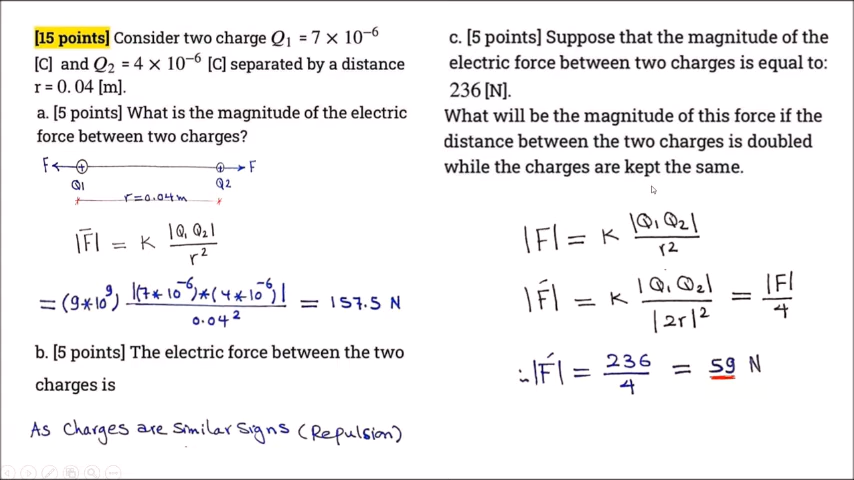 [15 points] Consider two charge Q₁ = 7 × 10⁻⁶
[C] and Q₂ = 4 × 10⁻⁶ [C] separated by a distance
r = 0.04 [m].
a. [5 points] What is the magnitude of the electric
force between two charges?
F + + F
Q1 Q2
r=0.04m
|F̄| = K |Q₁ Q₂| / r²
= (9*10⁹) |(7*10⁻⁶)*(4*10⁻⁶)| / 0.04² = 157.5 N
b. [5 points] The electric force between the two
charges is
As Charges are Similar Signs (Repulsion)
c. [5 points] Suppose that the magnitude of the
electric force between two charges is equal to:
236 [N].
What will be the magnitude of this force if the
distance between the two charges is doubled
while the charges are kept the same.
|F| = K |Q₁ Q₂| / r²
|F́| = K |Q₁ Q₂| / |2r|² = |F| / 4
∴ |F́| = 236 / 4 = 59 N